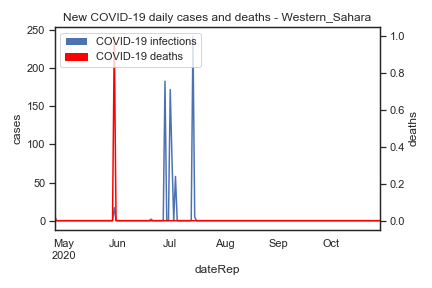 New COVID-19 daily cases and deaths - Western_Sahara
COVID-19 infections
COVID-19 deaths
250
200
150
100
50
0
cases
1.0
0.8
0.6
0.4
0.2
0.0
deaths
May Jun Jul Aug Sep Oct
2020
dateRep